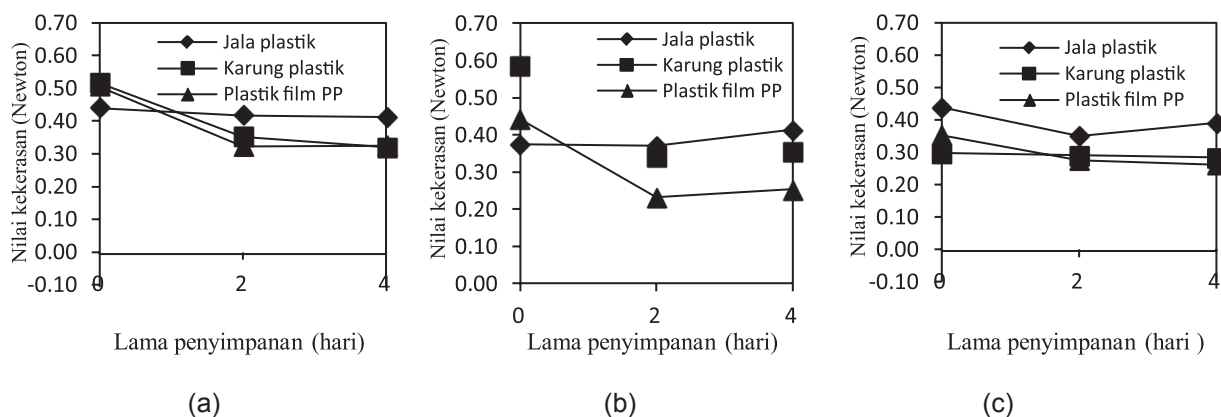 Nilai kekerasan (Newton)
0.70
0.60
0.50
0.40
0.30
0.20
0.10
0.00
-0.10
Jala plastik
Karung plastik
Plastik film PP
0 2 4
Lama penyimpanan (hari)
(a)
Nilai kekerasan (Newton)
0.70
0.60
0.50
0.40
0.30
0.20
0.10
0.00
Jala plastik
Karung plastik
Plastik film PP
0 2 4
Lama penyimpanan (hari)
(b)
Nilai kekerasan (Newton)
0.70
0.60
0.50
0.40
0.30
0.20
0.10
0.00
-0.10
Jala plastik
Karung plastik
Plastik film PP
0 2 4
Lama penyimpanan (hari )
(c)